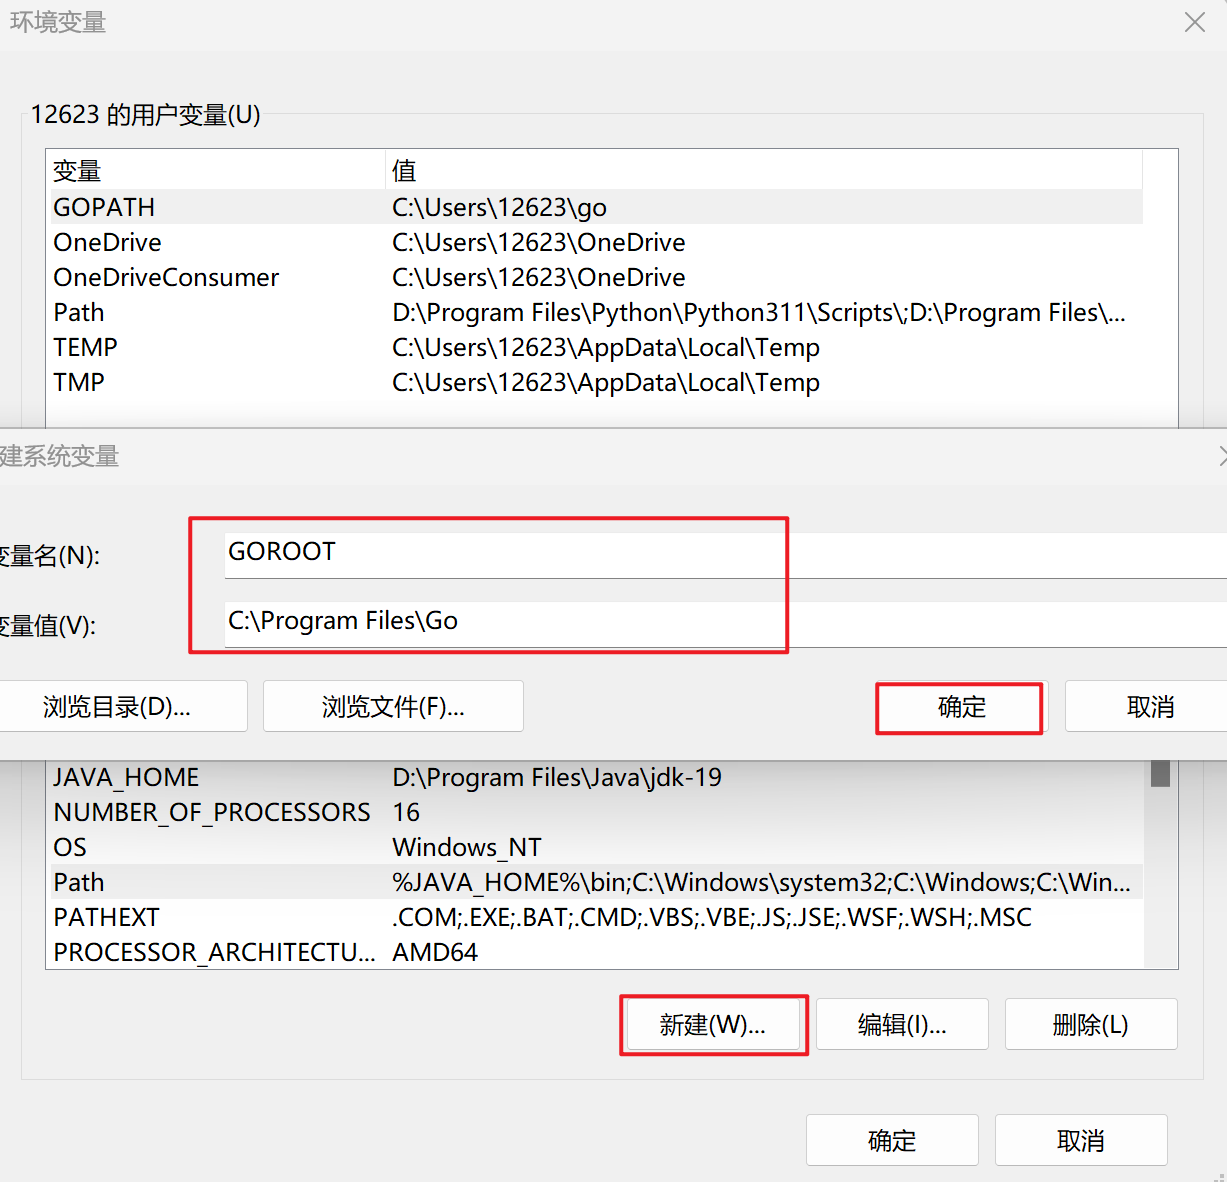 环境变量
12623 的用户变量(U)
变量 值
GOPATH C:\Users\12623\go
OneDrive C:\Users\12623\OneDrive
OneDriveConsumer C:\Users\12623\OneDrive
Path D:\Program Files\Python\Python311\Scripts\;D:\Program Files\...
TEMP C:\Users\12623\AppData\Local\Temp
TMP C:\Users\12623\AppData\Local\Temp
建系统变量
变量名(N): GOROOT
变量值(V): C:\Program Files\Go
浏览目录(D)... 浏览文件(F)... 确定 取消
JAVA_HOME D:\Program Files\Java\jdk-19
NUMBER_OF_PROCESSORS 16
OS Windows_NT
Path %JAVA_HOME%\bin;C:\Windows\system32;C:\Windows;C:\Win...
PATHEXT .COM;.EXE;.BAT;.CMD;.VBS;.VBE;.JS;.JSE;.WSF;.WSH;.MSC
PROCESSOR_ARCHITECTU... AMD64
新建(W)... 编辑(I)... 删除(L)
确定 取消